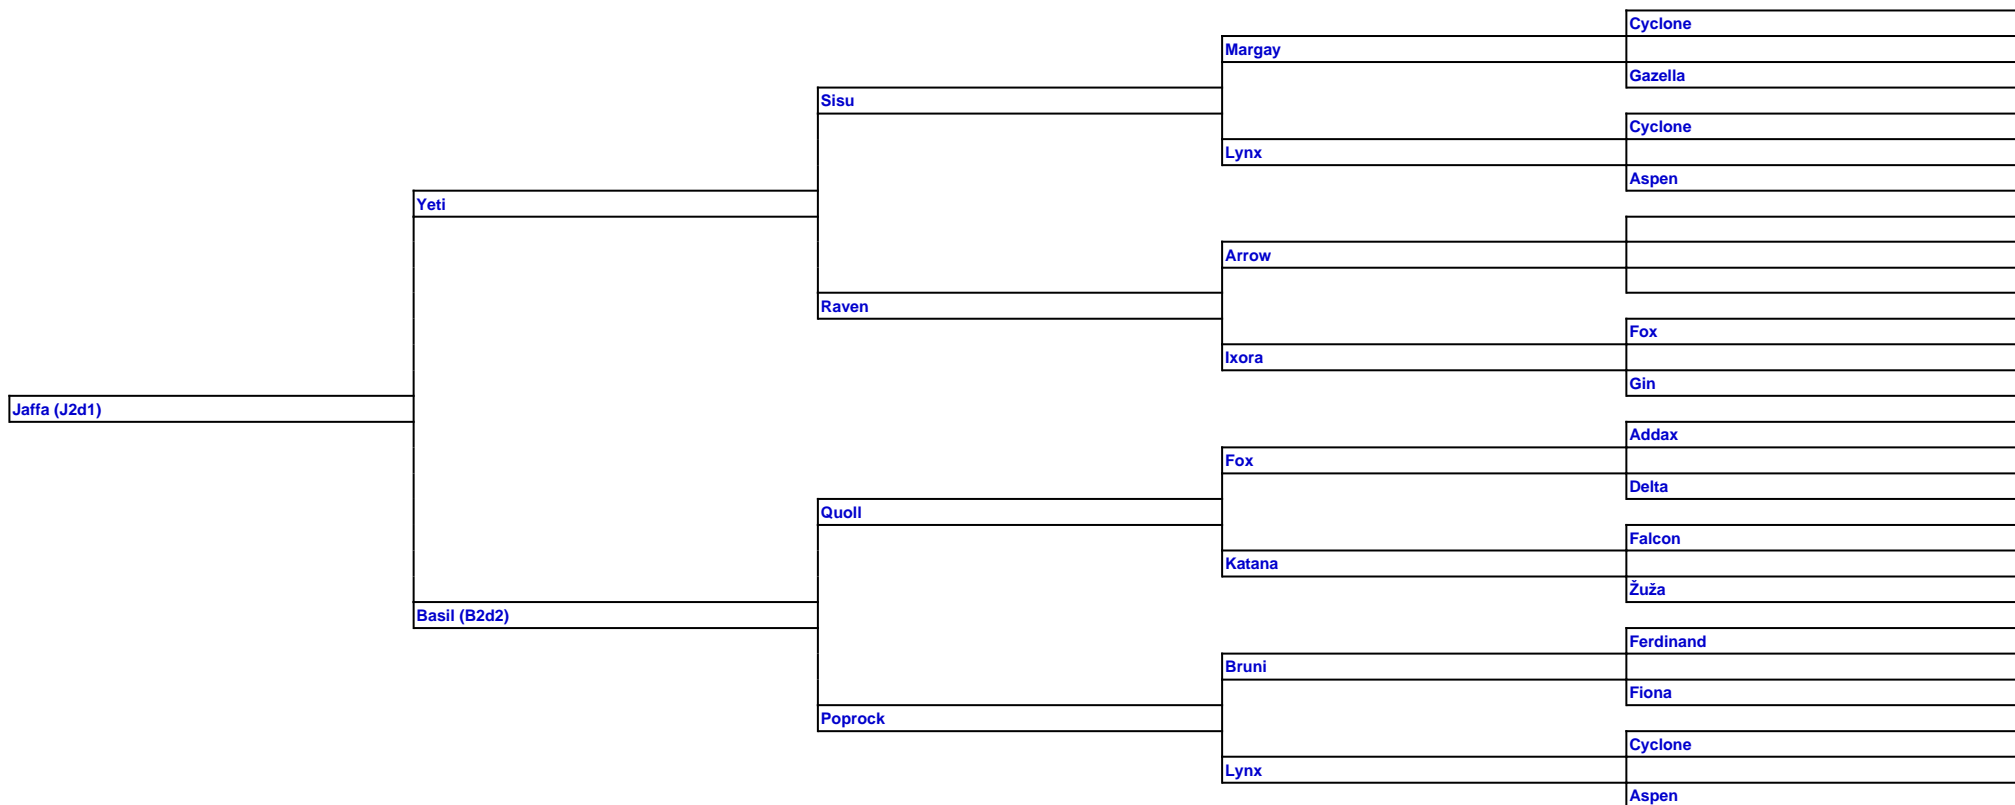 Cyclone
Margay
Gazella
Sisu
Cyclone
Lynx
Aspen
Yeti
Arrow
Raven
Fox
Ixora
Gin
Jaffa (J2d1)
Addax
Fox
Delta
Quoll
Falcon
Katana
Žuža
Basil (B2d2)
Ferdinand
Bruni
Fiona
Poprock
Cyclone
Lynx
Aspen